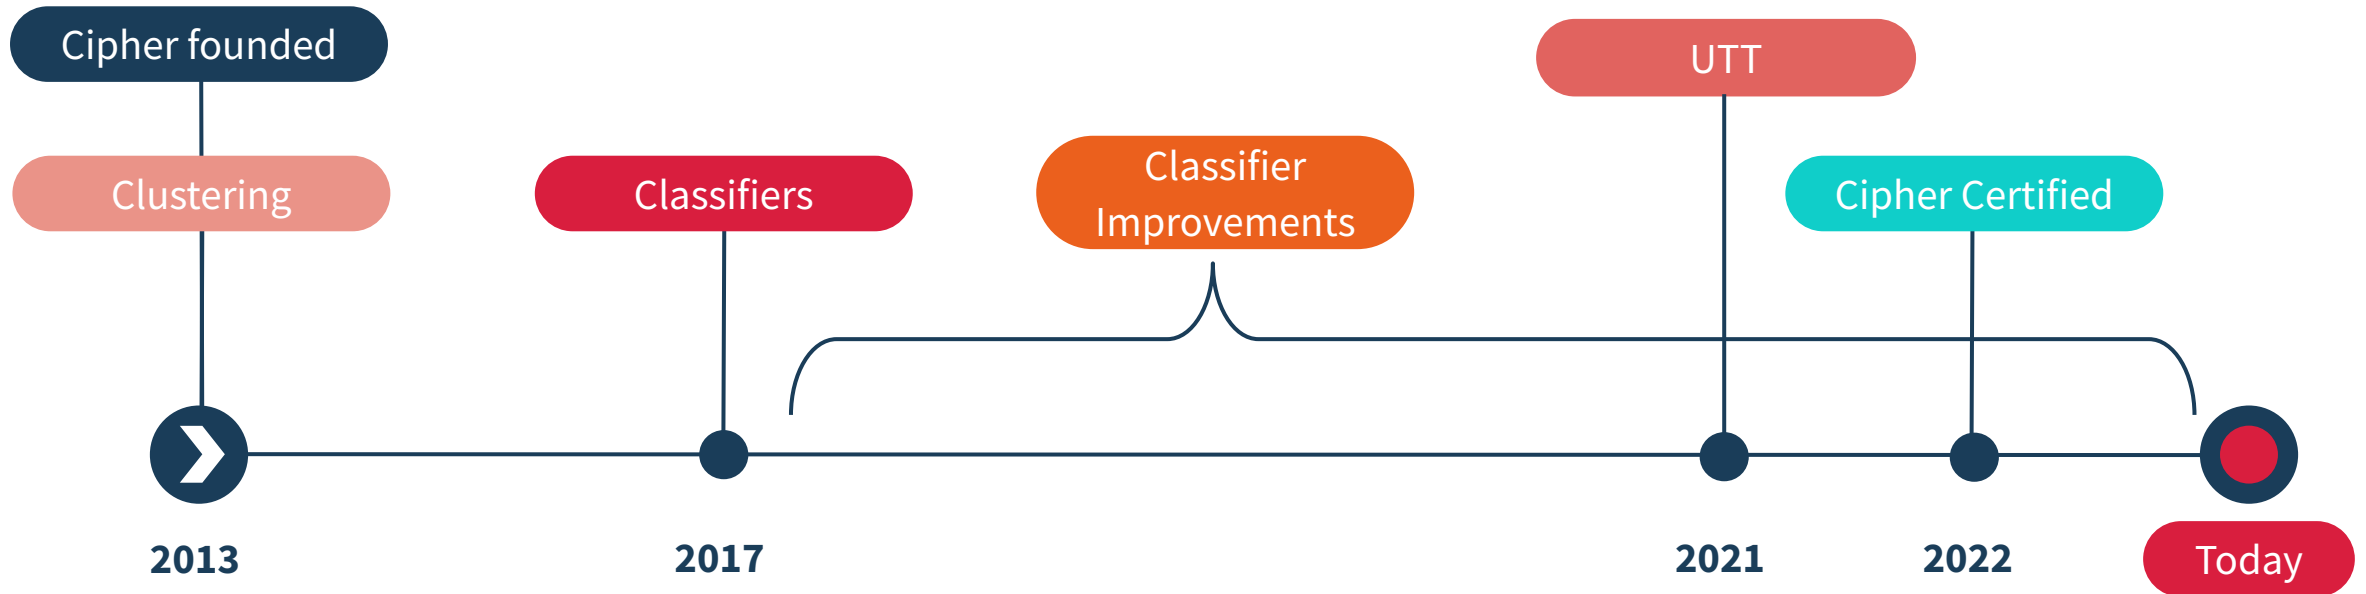 Cipher founded
Clustering
Classifiers
Classifier
Improvements
UTT
Cipher Certified
2013
2017
2021
2022
Today